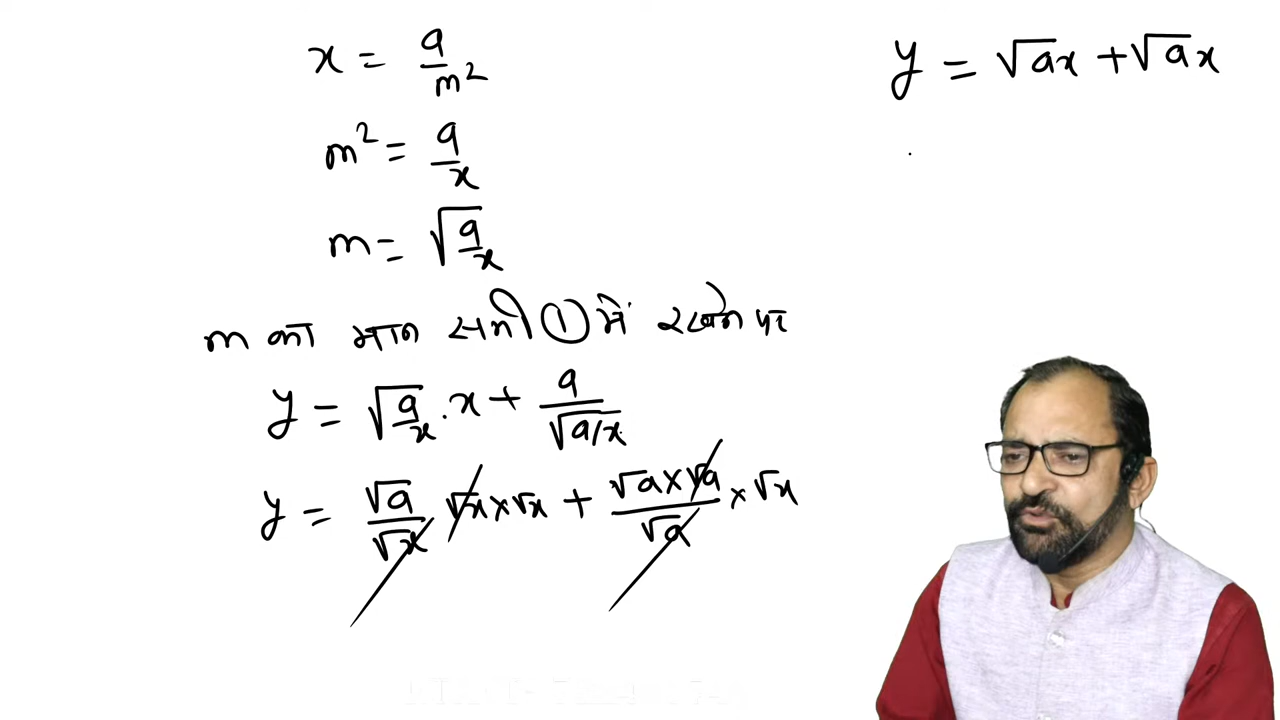 x = a/m²
m² = a/x
m = √(a/x)
m का मान समी ① में रखने पर
y = √(a/x) . x + a/√(a/x)
y = √a/√x √x × √x + (√a × √a)/√a × √x
y = √ax + √ax